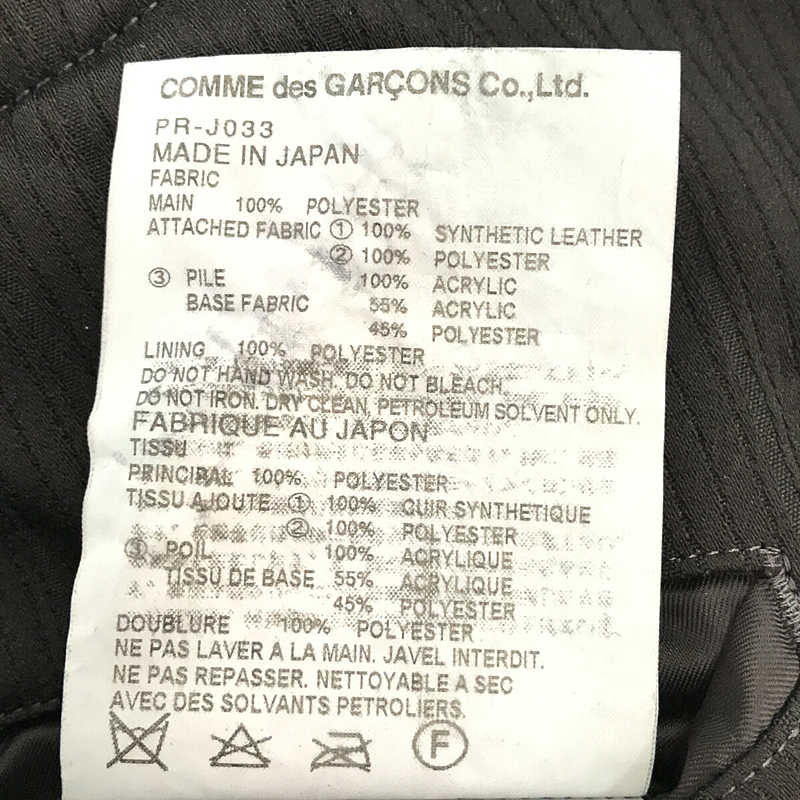 COMME des GARÇONS Co.,Ltd.
PR-J033
MADE IN JAPAN
FABRIC
MAIN 100% POLYESTER
ATTACHED FABRIC ① 100% SYNTHETIC LEATHER
② 100% POLYESTER
③ PILE 100% ACRYLIC
BASE FABRIC 55% ACRYLIC
45% POLYESTER
LINING 100% POLYESTER
DO NOT HAND WASH. DO NOT BLEACH.
DO NOT IRON. DRY CLEAN, PETROLEUM SOLVENT ONLY.
FABRIQUE AU JAPON
TISSU
PRINCIPAL 100% POLYESTER
TISSU AJOUTE ① 100% QUIR SYNTHETIQUE
② 100% POLYESTER
③ POIL 100% ACRYLIQUE
TISSU DE BASE 55% ACRYLIQUE
45% POLYESTER
DOUBLURE 100% POLYESTER
NE PAS LAVER A LA MAIN. JAVEL INTERDIT.
NE PAS REPASSER. NETTOYABLE A SEC
AVEC DES SOLVANTS PETROLIERS.
F